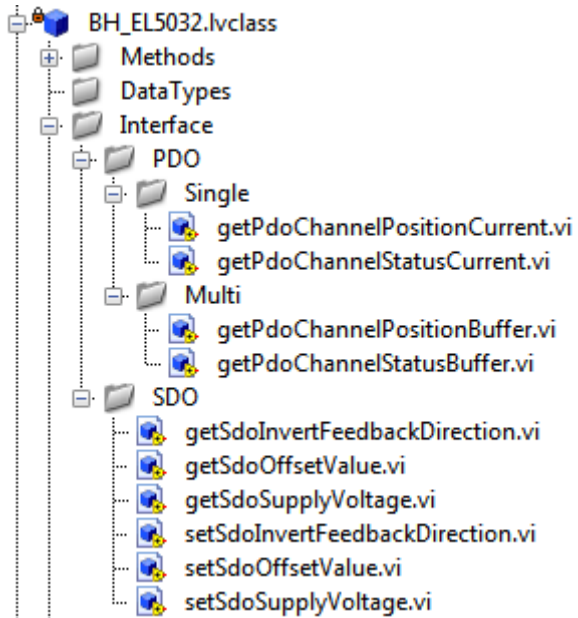 BH_EL5032.lvclass
Methods
DataTypes
Interface
PDO
Single
getPdoChannelPositionCurrent.vi
getPdoChannelStatusCurrent.vi
Multi
getPdoChannelPositionBuffer.vi
getPdoChannelStatusBuffer.vi
SDO
getSdoInvertFeedbackDirection.vi
getSdoOffsetValue.vi
getSdoSupplyVoltage.vi
setSdoInvertFeedbackDirection.vi
setSdoOffsetValue.vi
setSdoSupplyVoltage.vi